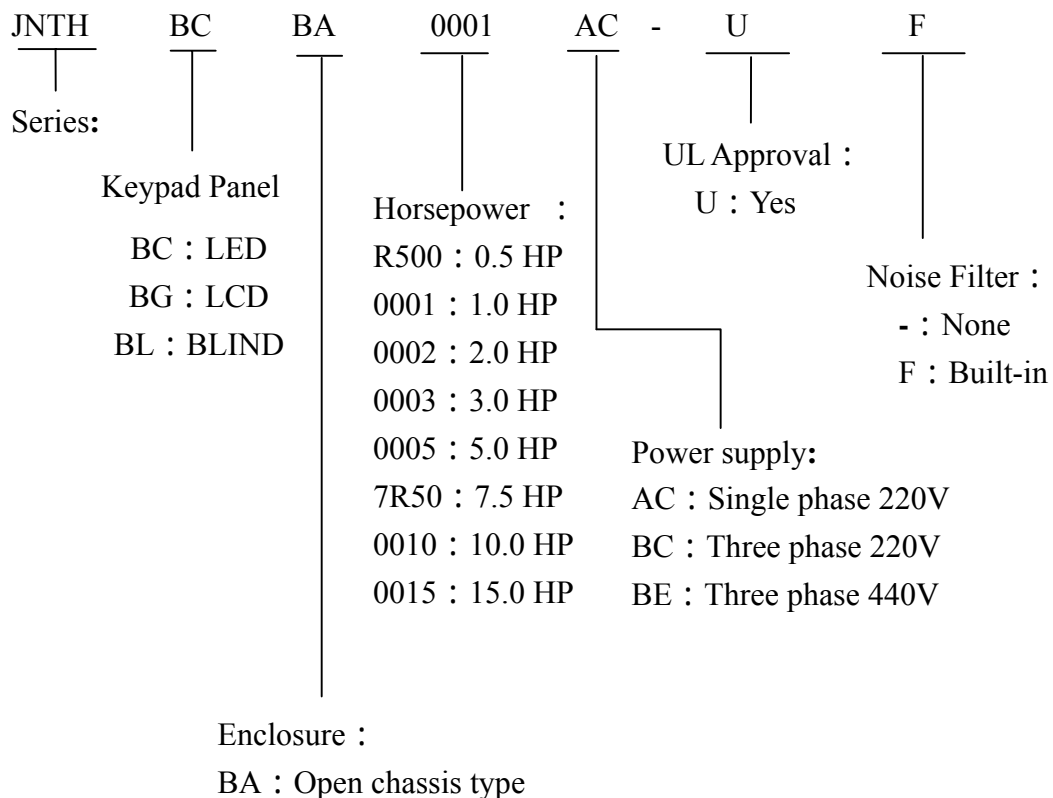 JNTH BC BA 0001 AC - U F
Series:
Keypad Panel
BC：LED
BG：LCD
BL：BLIND
Enclosure：
BA：Open chassis type
Horsepower ：
R500：0.5 HP
0001：1.0 HP
0002：2.0 HP
0003：3.0 HP
0005：5.0 HP
7R50：7.5 HP
0010：10.0 HP
0015：15.0 HP
Power supply:
AC：Single phase 220V
BC：Three phase 220V
BE：Three phase 440V
UL Approval：
U：Yes
Noise Filter：
-：None
F：Built-in